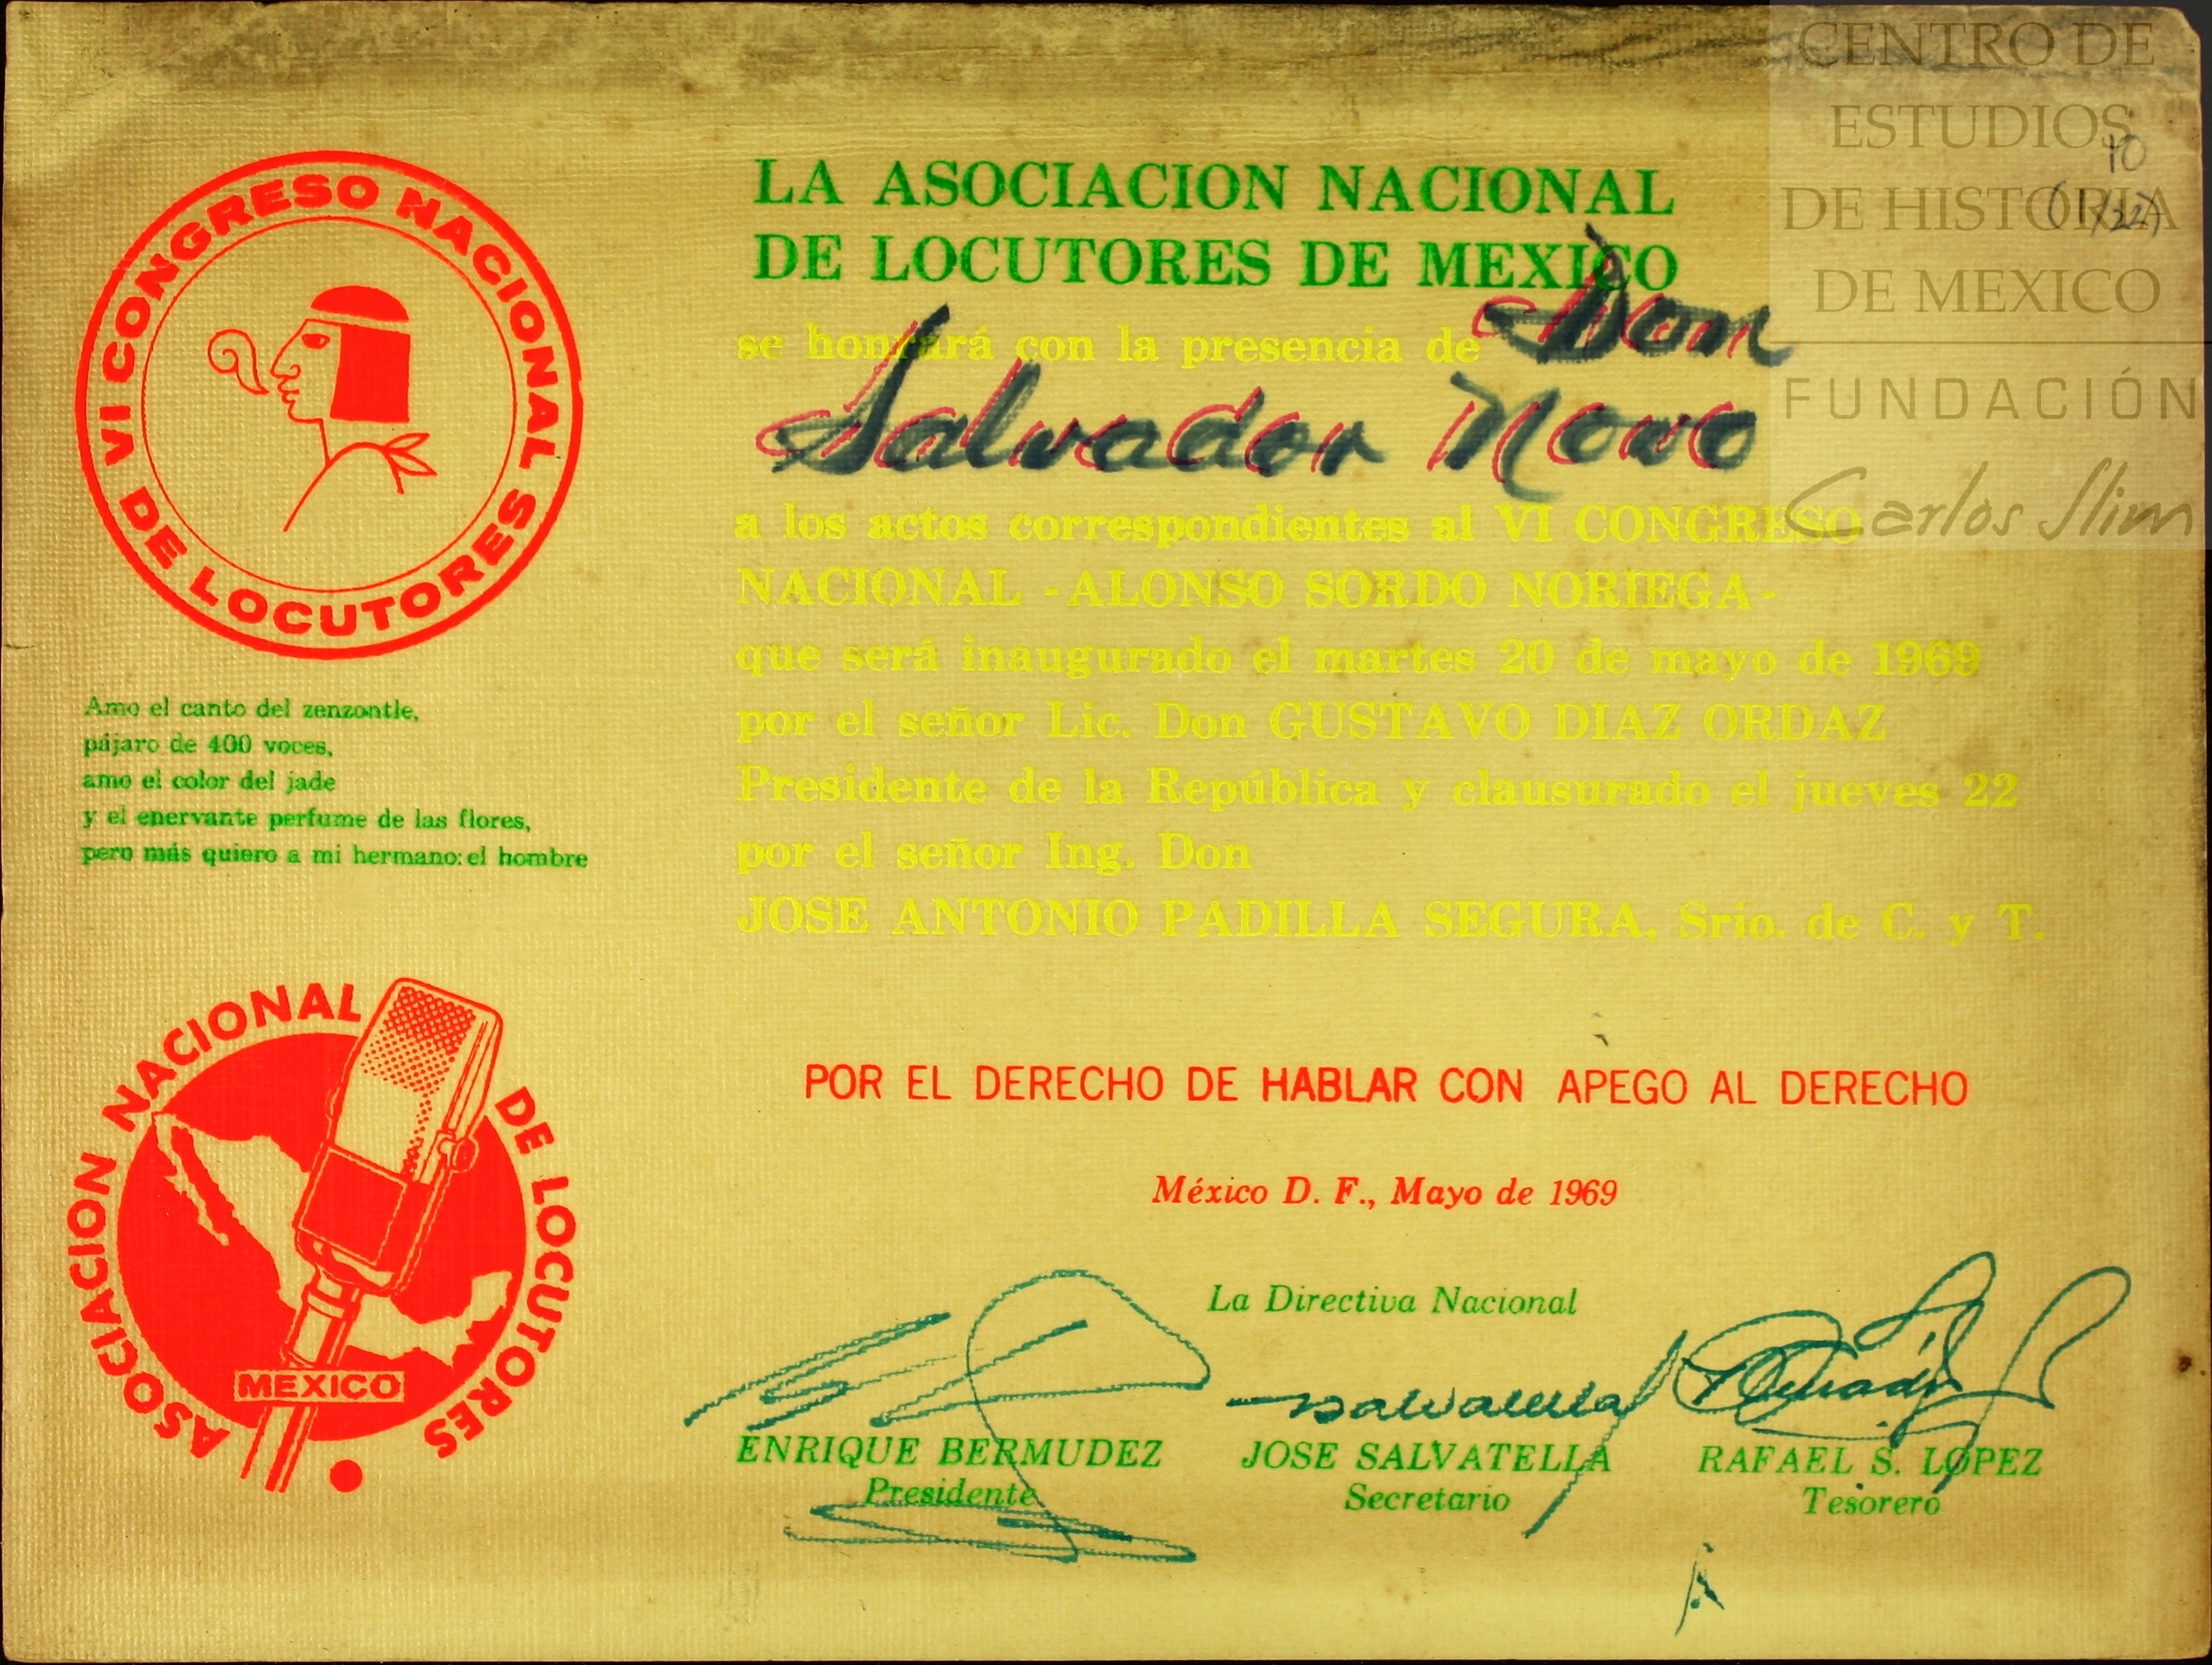 VI CONGRESO NACIONAL DE LOCUTORES
Amo el canto del zenzontle,
pájaro de 400 voces,
amo el color del jade
y el enervante perfume de las flores,
pero más quiero a mi hermano: el hombre
ASOCIACION NACIONAL DE LOCUTORES
MEXICO
LA ASOCIACION NACIONAL
DE LOCUTORES DE MEXICO
se honrará con la presencia de Don
Salvador Novo
a los actos correspondientes al VI CONGRESO
NACIONAL -ALONSO SORDO NORIEGA-
que será inaugurado el martes 20 de mayo de 1969
por el señor Lic. Don GUSTAVO DIAZ ORDAZ
Presidente de la República y clausurado el jueves 22
por el señor Ing. Don
JOSE ANTONIO PADILLA SEGURA, Srio. de C. y T.
POR EL DERECHO DE HABLAR CON APEGO AL DERECHO
México D. F., Mayo de 1969
La Directiva Nacional
ENRIQUE BERMUDEZ
Presidente
JOSE SALVATELLA
Secretario
RAFAEL S. LOPEZ
Tesorero
CENTRO DE
ESTUDIOS
DE HISTORIA
DE MEXICO
FUNDACIÓN
Carlos Slim